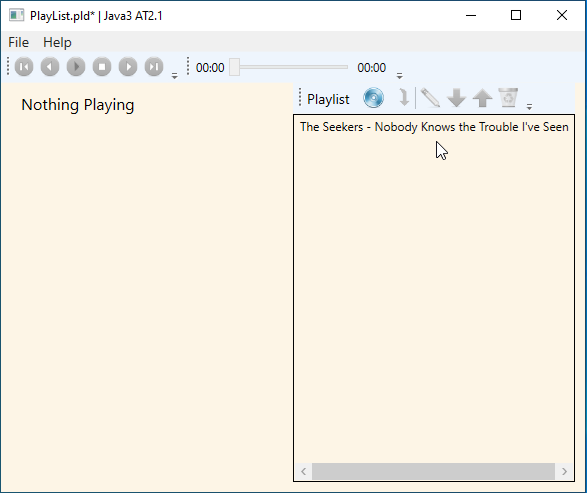 PlayList.pld* | Java3 AT2.1
File Help
00:00 00:00
Nothing Playing
Playlist
The Seekers - Nobody Knows the Trouble I've Seen